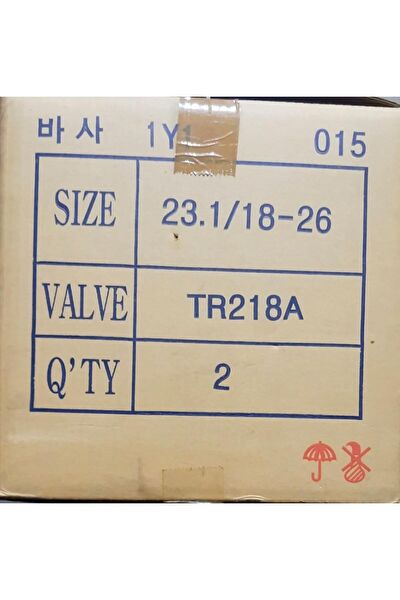 바사 1Y1 015
SIZE 23.1/18-26
VALVE TR218A
Q'TY 2